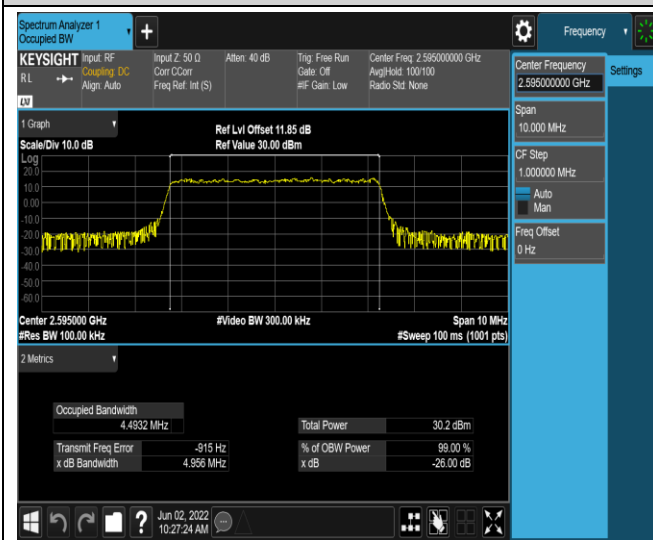 Spectrum Analyzer 1
Occupied BW
+
Frequency
KEYSIGHT
RL
LXI
Input: RF
Coupling: DC
Align: Auto
Input Z: 50 Ω
Corr CCorr
Freq Ref: Int (S)
Atten: 40 dB
Trig: Free Run
Gate: Off
#IF Gain: Low
Center Freq: 2.595000000 GHz
Avg|Hold: 100/100
Radio Std: None
Center Frequency
2.595000000 GHz
Settings
Span
10.000 MHz
CF Step
1.000000 MHz
Auto
Man
Freq Offset
0 Hz
1 Graph
Scale/Div 10.0 dB
Ref Lvl Offset 11.85 dB
Ref Value 30.00 dBm
Log
20.0
10.0
0.00
-10.0
-20.0
-30.0
-40.0
-50.0
-60.0
Center 2.595000 GHz
#Video BW 300.00 kHz
Span 10 MHz
#Res BW 100.00 kHz
#Sweep 100 ms (1001 pts)
2 Metrics
Occupied Bandwidth
4.4932 MHz
Total Power 30.2 dBm
Transmit Freq Error -915 Hz
% of OBW Power 99.00 %
x dB Bandwidth 4.956 MHz
x dB -26.00 dB
?
Jun 02, 2022
10:27:24 AM